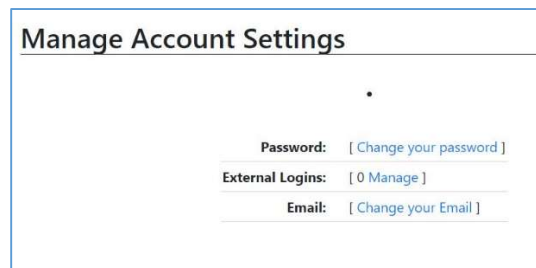 Manage Account Settings
•
Password: [ Change your password ]
External Logins: [ 0 Manage ]
Email: [ Change your Email ]